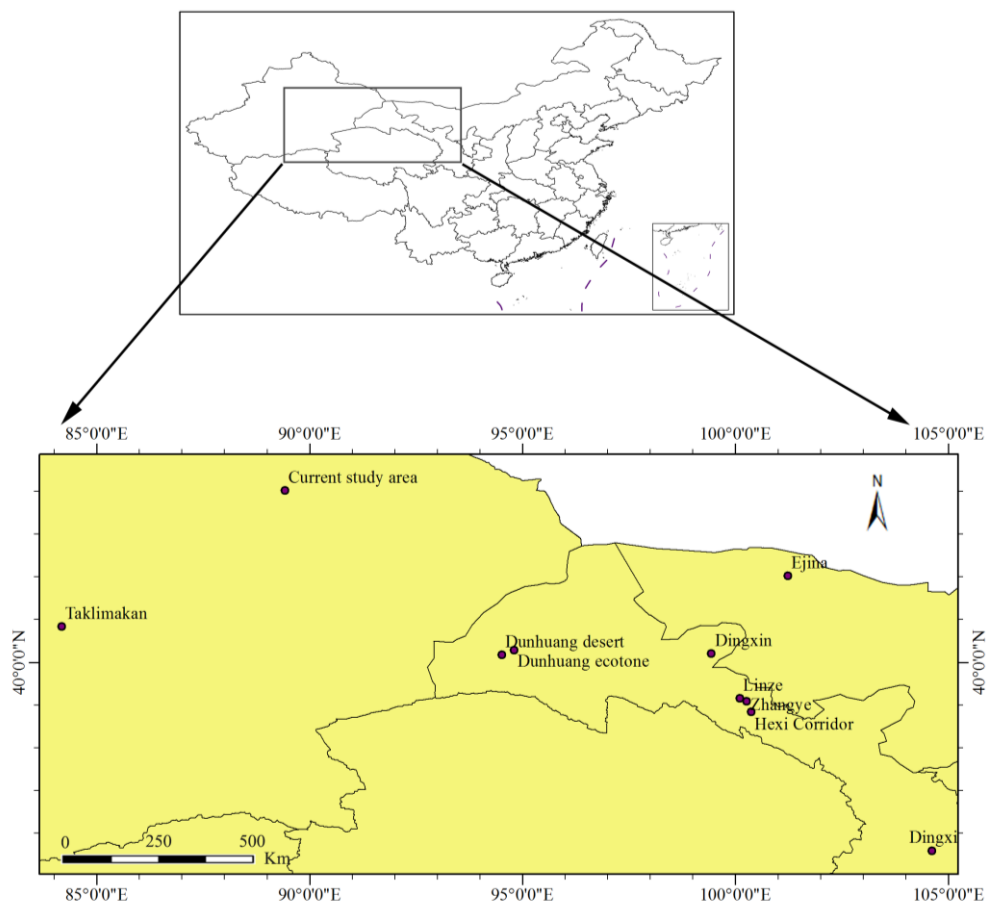 85°0'0"E 90°0'0"E 95°0'0"E 100°0'0"E 105°0'0"E
N
Current study area
Ejina
Taklimakan
Dunhuang desert
Dingxin
Dunhuang ecotone
40°0'0"N 40°0'0"N
Linze
Zhangye
Hexi Corridor
0 250 500
Km
Dingxi
85°0'0"E 90°0'0"E 95°0'0"E 100°0'0"E 105°0'0"E